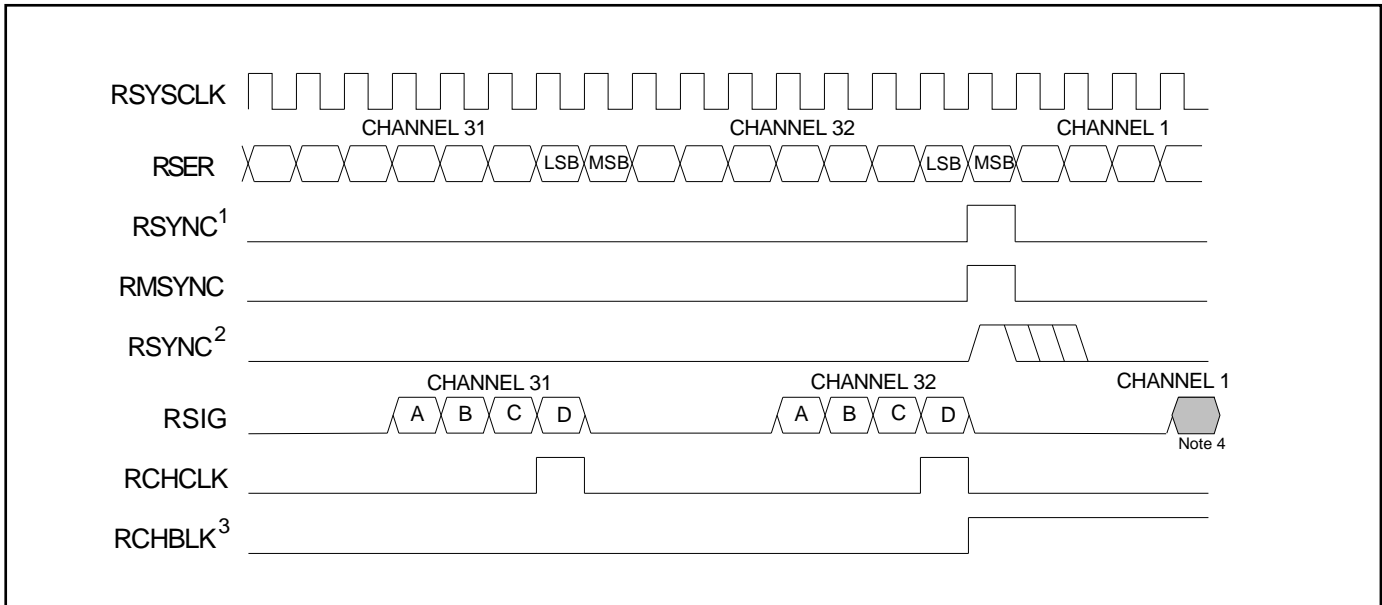 RSYSCLK
CHANNEL 31 CHANNEL 32 CHANNEL 1
RSER LSB MSB LSB MSB
RSYNC1
RMSYNC
RSYNC2
CHANNEL 31 CHANNEL 32 CHANNEL 1
RSIG A B C D A B C D
Note 4
RCHCLK
RCHBLK3